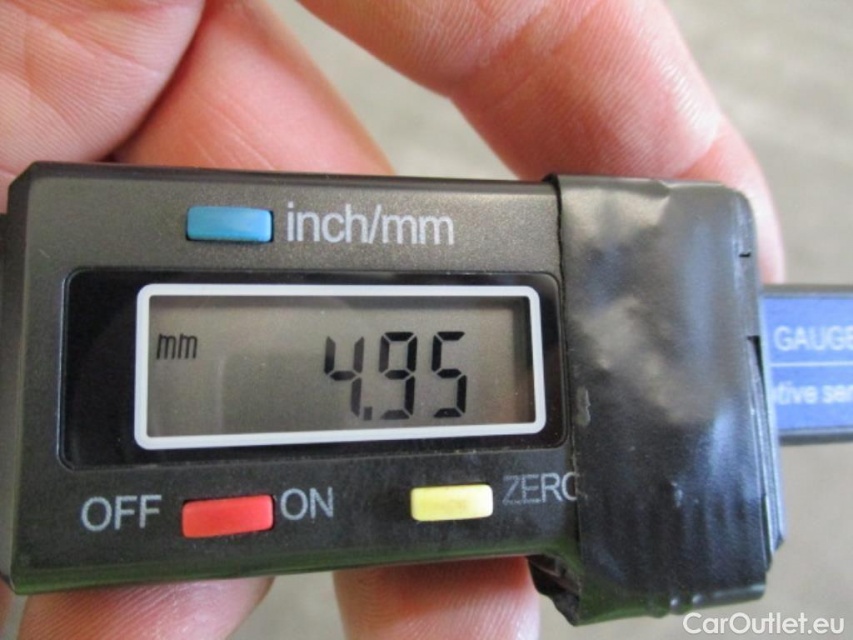 inch/mm
mm 4.95
OFF ON ZERO
GAUGE
CarOutlet.eu